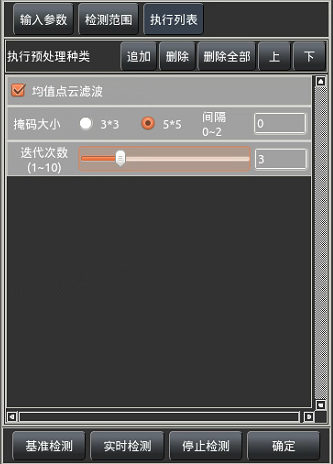 输入参数 检测范围 执行列表
执行预处理种类 追加 删除 删除全部 上 下
均值点云滤波
掩码大小 3*3 5*5 间隔 0
0~2
迭代次数 3
(1~10)
基准检测 实时检测 停止检测 确定